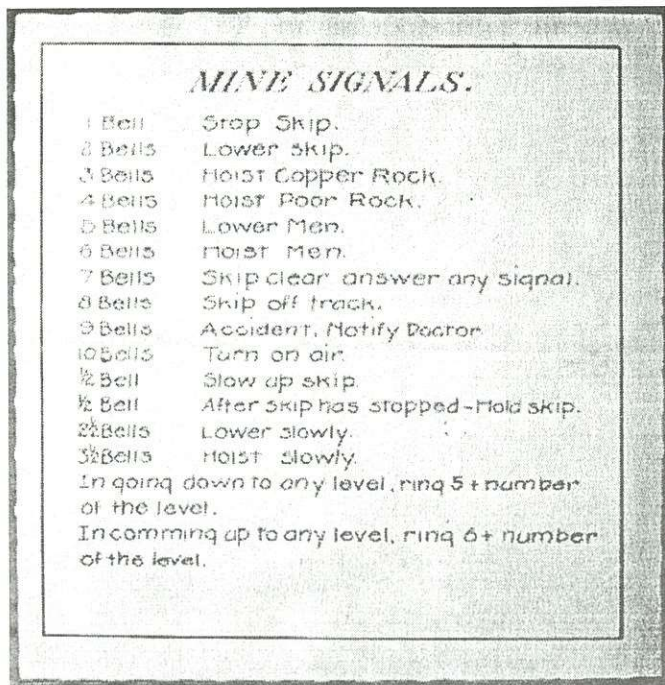 MINE SIGNALS.
1 Bell Stop Skip.
2 Bells Lower skip.
3 Bells Hoist Copper Rock.
4 Bells Hoist Poor Rock.
5 Bells Lower Men.
6 Bells Hoist Men.
7 Bells Skip clear answer any signal.
8 Bells Skip off track.
9 Bells Accident, Notify Doctor
10 Bells Turn on air.
½ Bell Slow up skip.
½ Bell After skip has stopped-Hold skip.
2½ Bells Lower slowly.
3½ Bells Hoist slowly.
In going down to any level, ring 5 + number
of the level.
In comming up to any level, ring 6 + number
of the level.